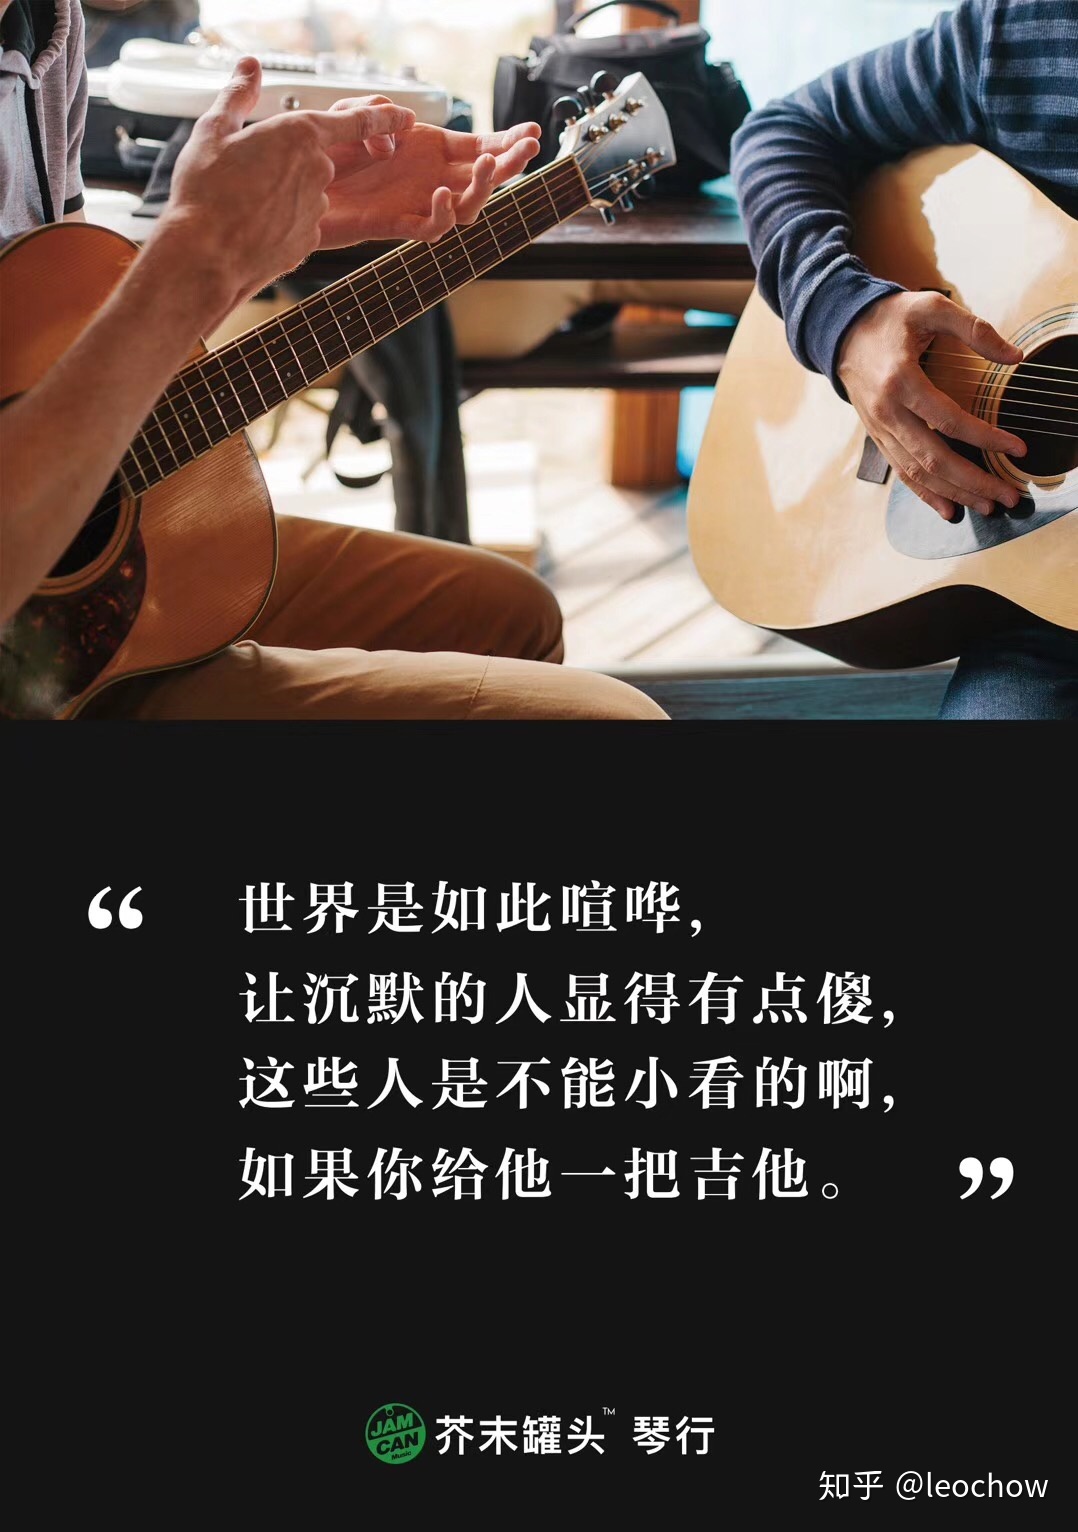 “世界是如此喧哗，
让沉默的人显得有点傻，
这些人是不能小看的啊，
如果你给他一把吉他。”
JAM
CAN
Music
芥末罐头™ 琴行
知乎 @leochow